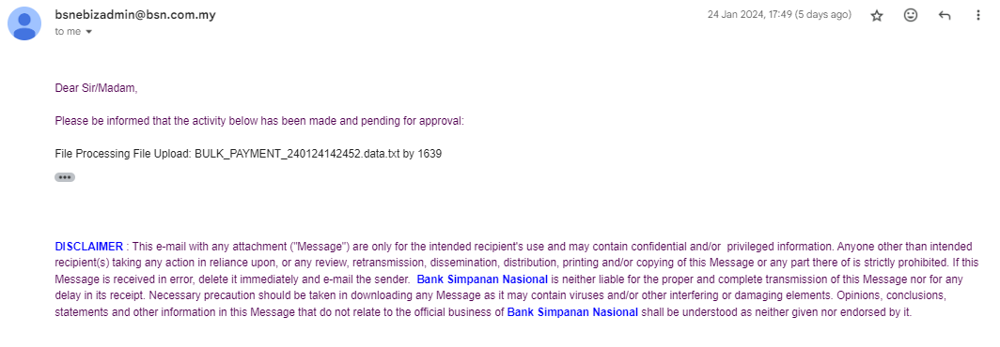 bsnebizadmin@bsn.com.my
24 Jan 2024, 17:49 (5 days ago)
to me
Dear Sir/Madam,
Please be informed that the activity below has been made and pending for approval:
File Processing File Upload: BULK_PAYMENT_240124142452.data.txt by 1639
DISCLAIMER : This e-mail with any attachment ("Message") are only for the intended recipient's use and may contain confidential and/or  privileged information. Anyone other than intended
recipient(s) taking any action in reliance upon, or any review, retransmission, dissemination, distribution, printing and/or copying of this Message or any part there of is strictly prohibited. If this
Message is received in error, delete it immediately and e-mail the sender.  Bank Simpanan Nasional is neither liable for the proper and complete transmission of this Message nor for any
delay in its receipt. Necessary precaution should be taken in downloading any Message as it may contain viruses and/or other interfering or damaging elements. Opinions, conclusions,
statements and other information in this Message that do not relate to the official business of Bank Simpanan Nasional shall be understood as neither given nor endorsed by it.